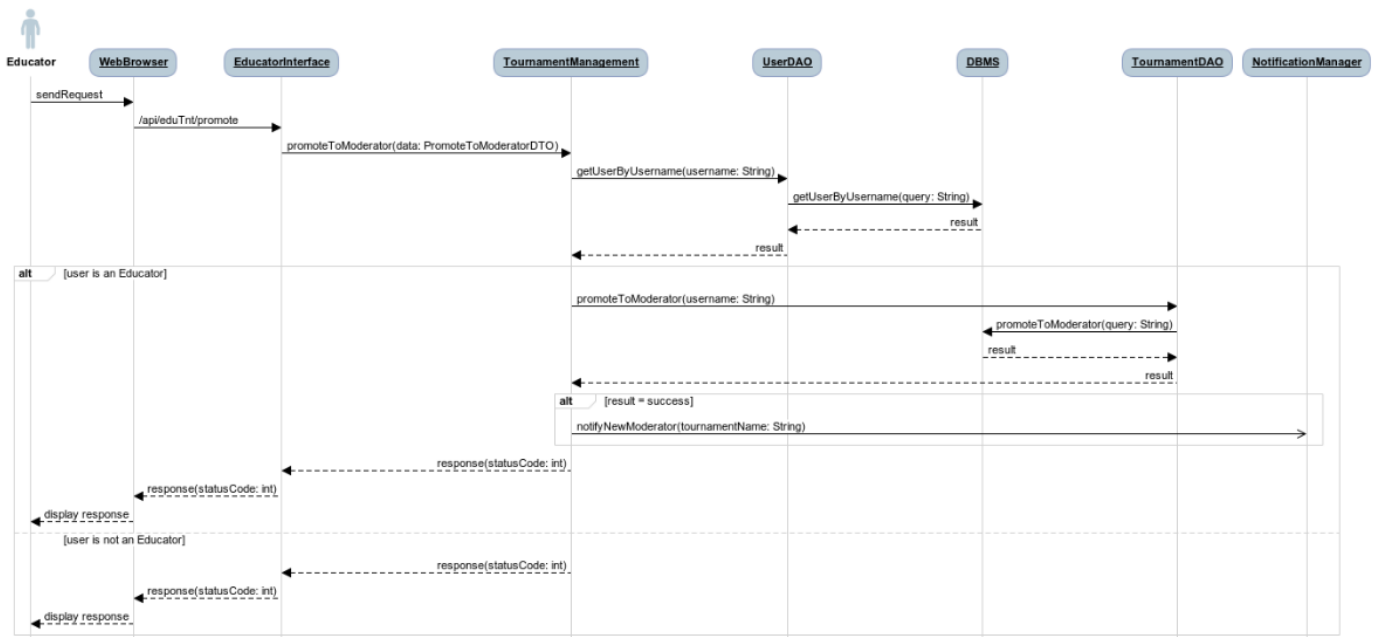 Educator
WebBrowser
EducatorInterface
TournamentManagement
UserDAO
DBMS
TournamentDAO
NotificationManager
sendRequest
/api/eduTnt/promote
promoteToModerator(data: PromoteToModeratorDTO)
getUserByUsername(username: String)
getUserByUsername(query: String)
result
result
alt [user is an Educator]
promoteToModerator(username: String)
promoteToModerator(query: String)
result
result
alt [result = success]
notifyNewModerator(tournamentName: String)
response(statusCode: int)
response(statusCode: int)
display response
[user is not an Educator]
response(statusCode: int)
response(statusCode: int)
display response